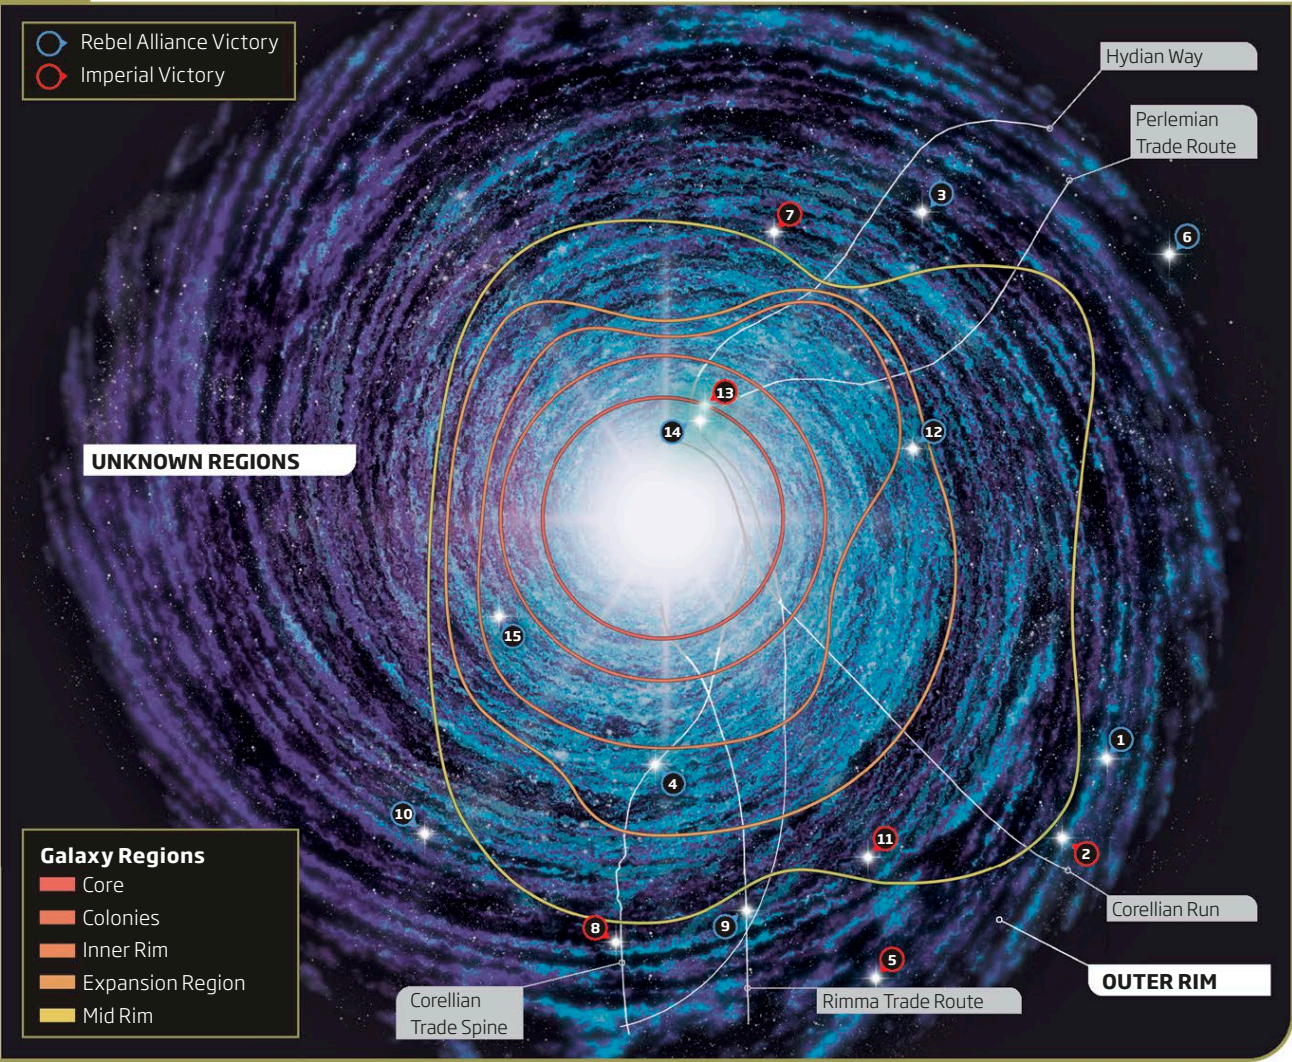 Rebel Alliance Victory
Imperial Victory
Hydian Way
Perlemian
Trade Route
3
7
6
13
14
12
UNKNOWN REGIONS
15
1
4
10
11
2
Galaxy Regions
Core
Colonies
Inner Rim
Expansion Region
Mid Rim
8
9
5
Corellian Run
OUTER RIM
Corellian
Trade Spine
Rimma Trade Route